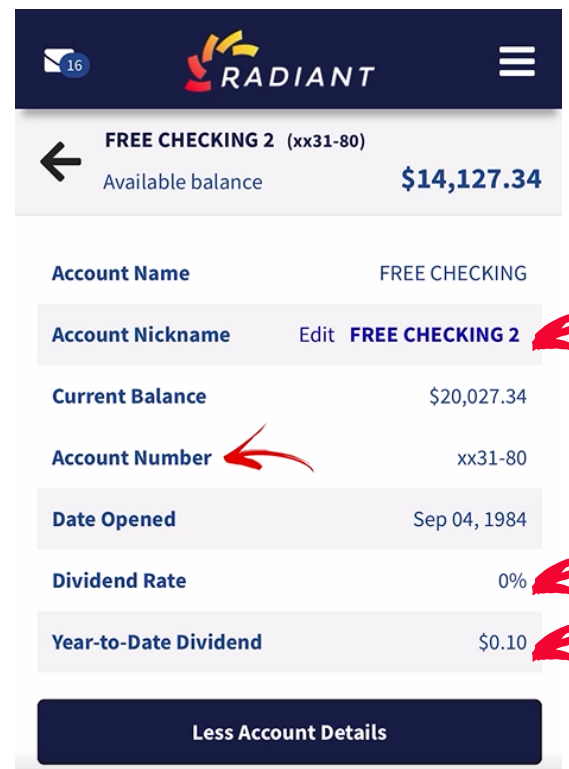 16
RADIANT
FREE CHECKING 2 (xx31-80)
Available balance $14,127.34
Account Name FREE CHECKING
Account Nickname Edit FREE CHECKING 2
Current Balance $20,027.34
Account Number xx31-80
Date Opened Sep 04, 1984
Dividend Rate 0%
Year-to-Date Dividend $0.10
Less Account Details